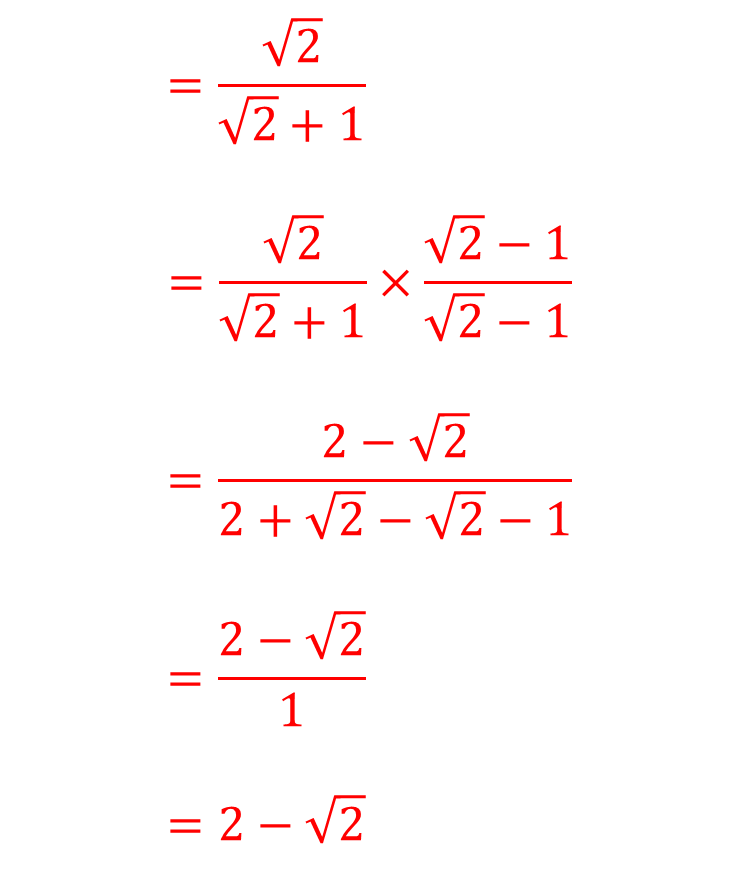 = √2 / (√2 + 1)
= √2 / (√2 + 1) × (√2 − 1) / (√2 − 1)
= (2 − √2) / (2 + √2 − √2 − 1)
= (2 − √2) / 1
= 2 − √2